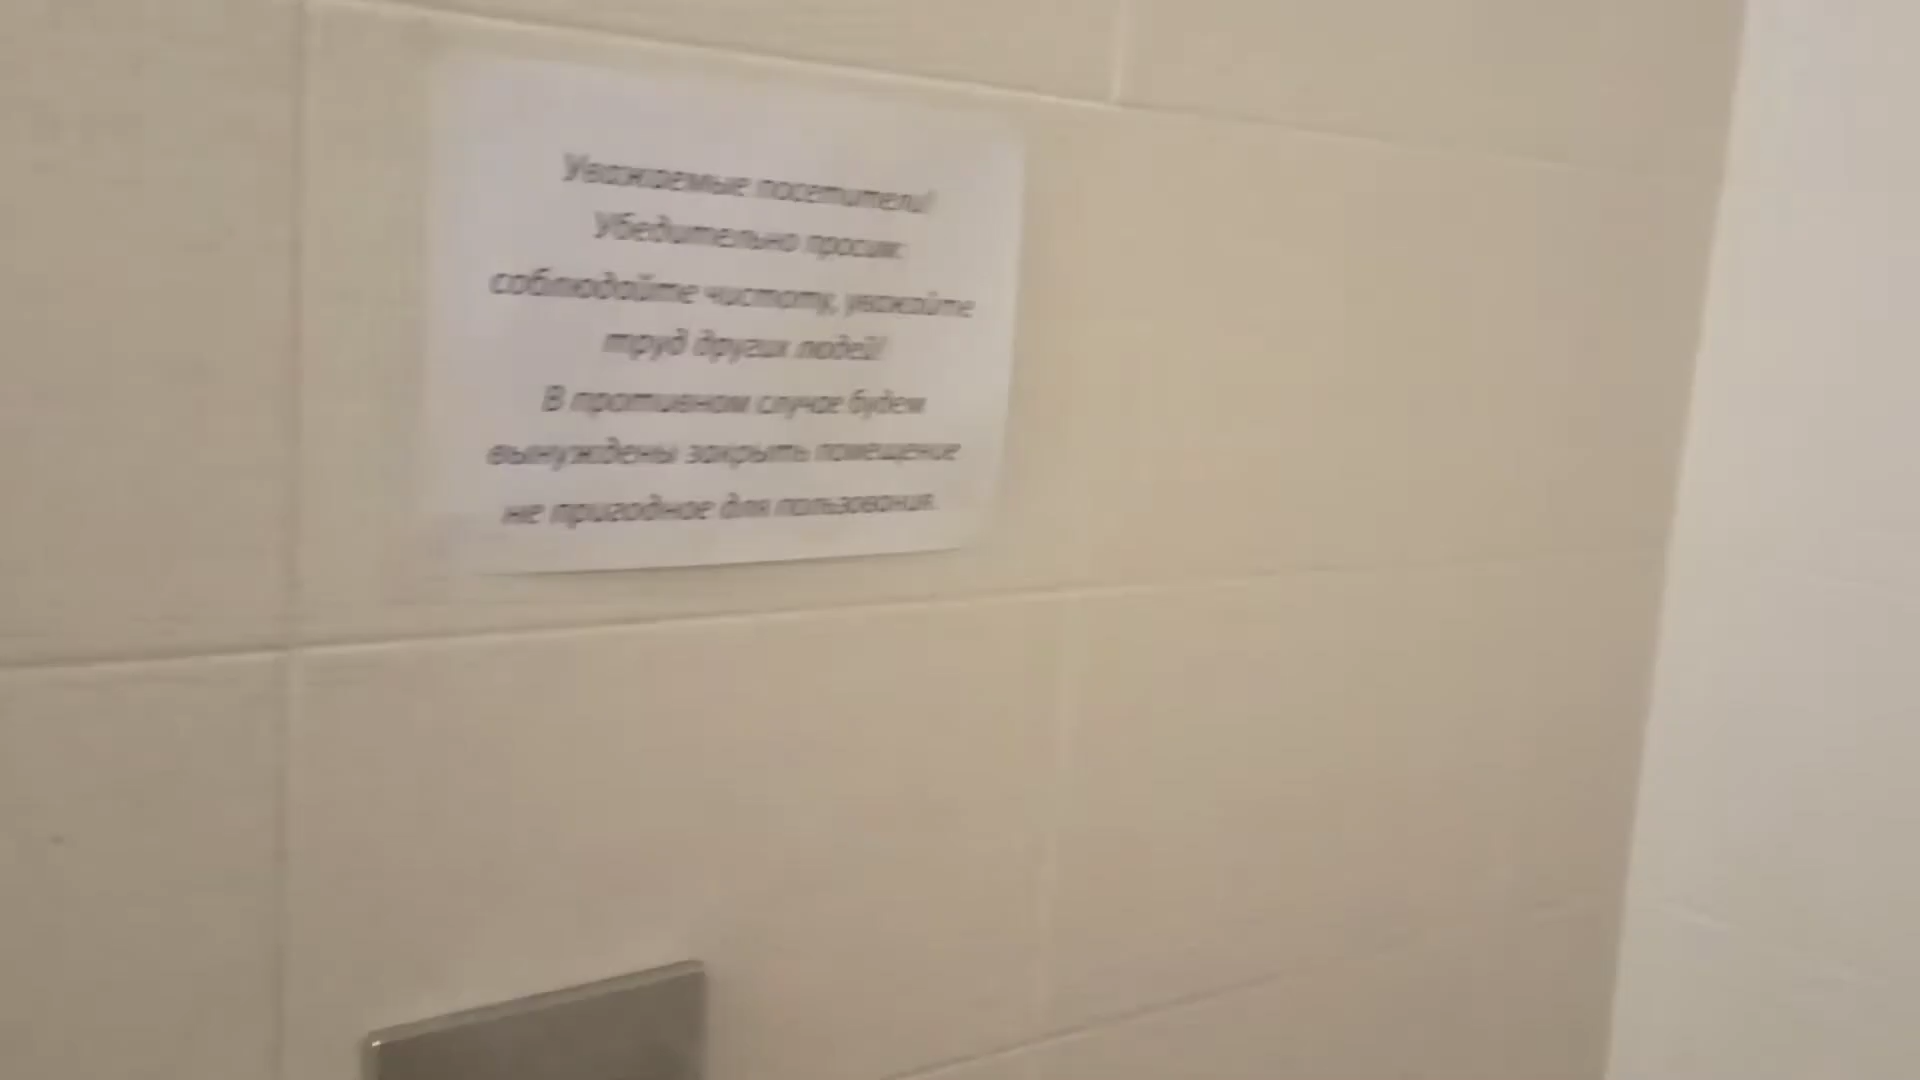 Уважаемые посетители!
Убедительно просим:
соблюдайте чистоту, уважайте
труд других людей!
В противном случае будем
вынуждены закрыть помещение
не пригодное для пользования.